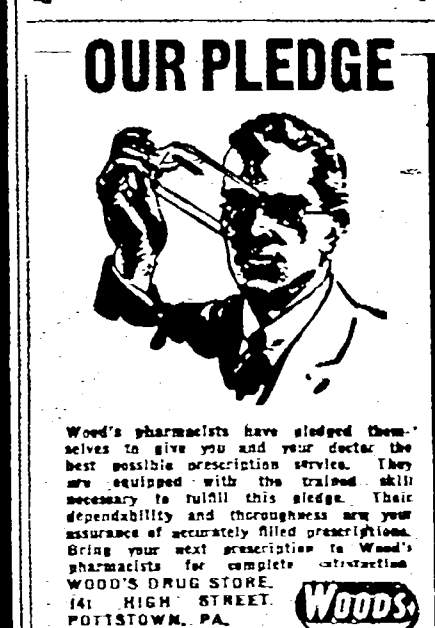 OUR PLEDGE
Wood's pharmacists have pledged them-
selves to give you and your doctor the
best possible prescription service. They
are equipped with the trained skill
necessary to fulfill this pledge. Their
dependability and thoroughness are your
assurance of accurately filled prescriptions.
Bring your next prescription to Wood's
pharmacists for complete satisfaction
WOOD'S DRUG STORE,
141 HIGH STREET
POTTSTOWN, PA.
WOODS